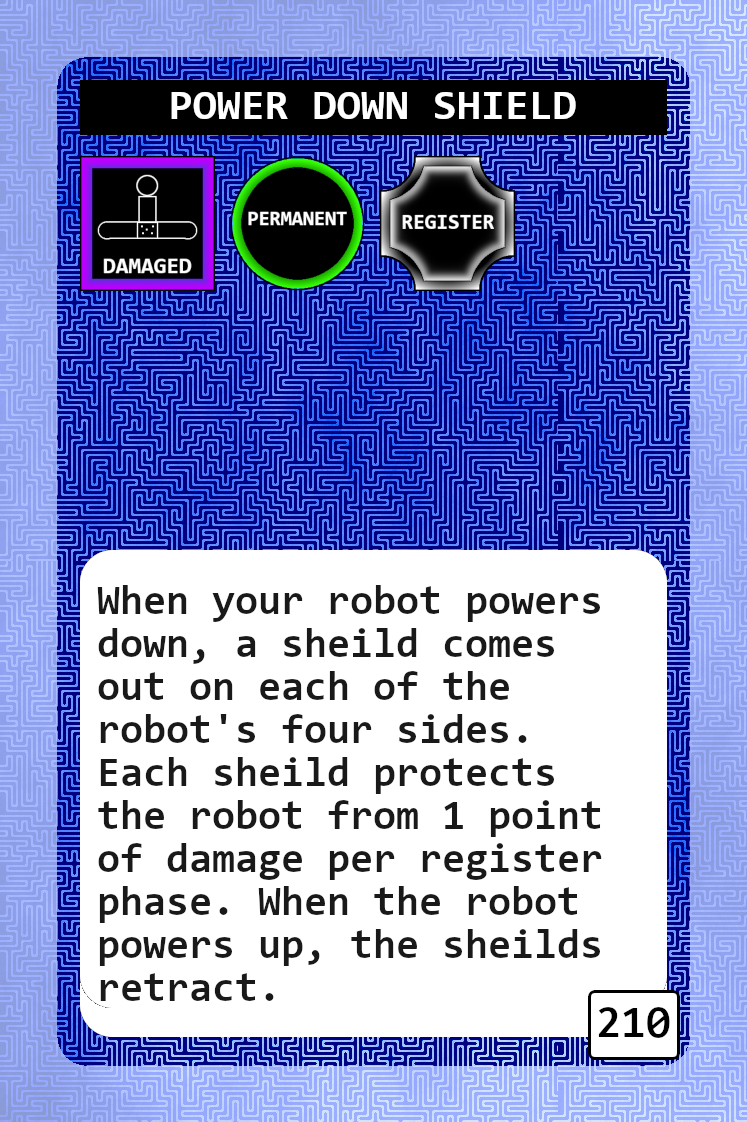 POWER DOWN SHIELD
DAMAGED
PERMANENT
REGISTER
When your robot powers
down, a sheild comes
out on each of the
robot's four sides.
Each sheild protects
the robot from 1 point
of damage per register
phase. When the robot
powers up, the sheilds
retract.
210